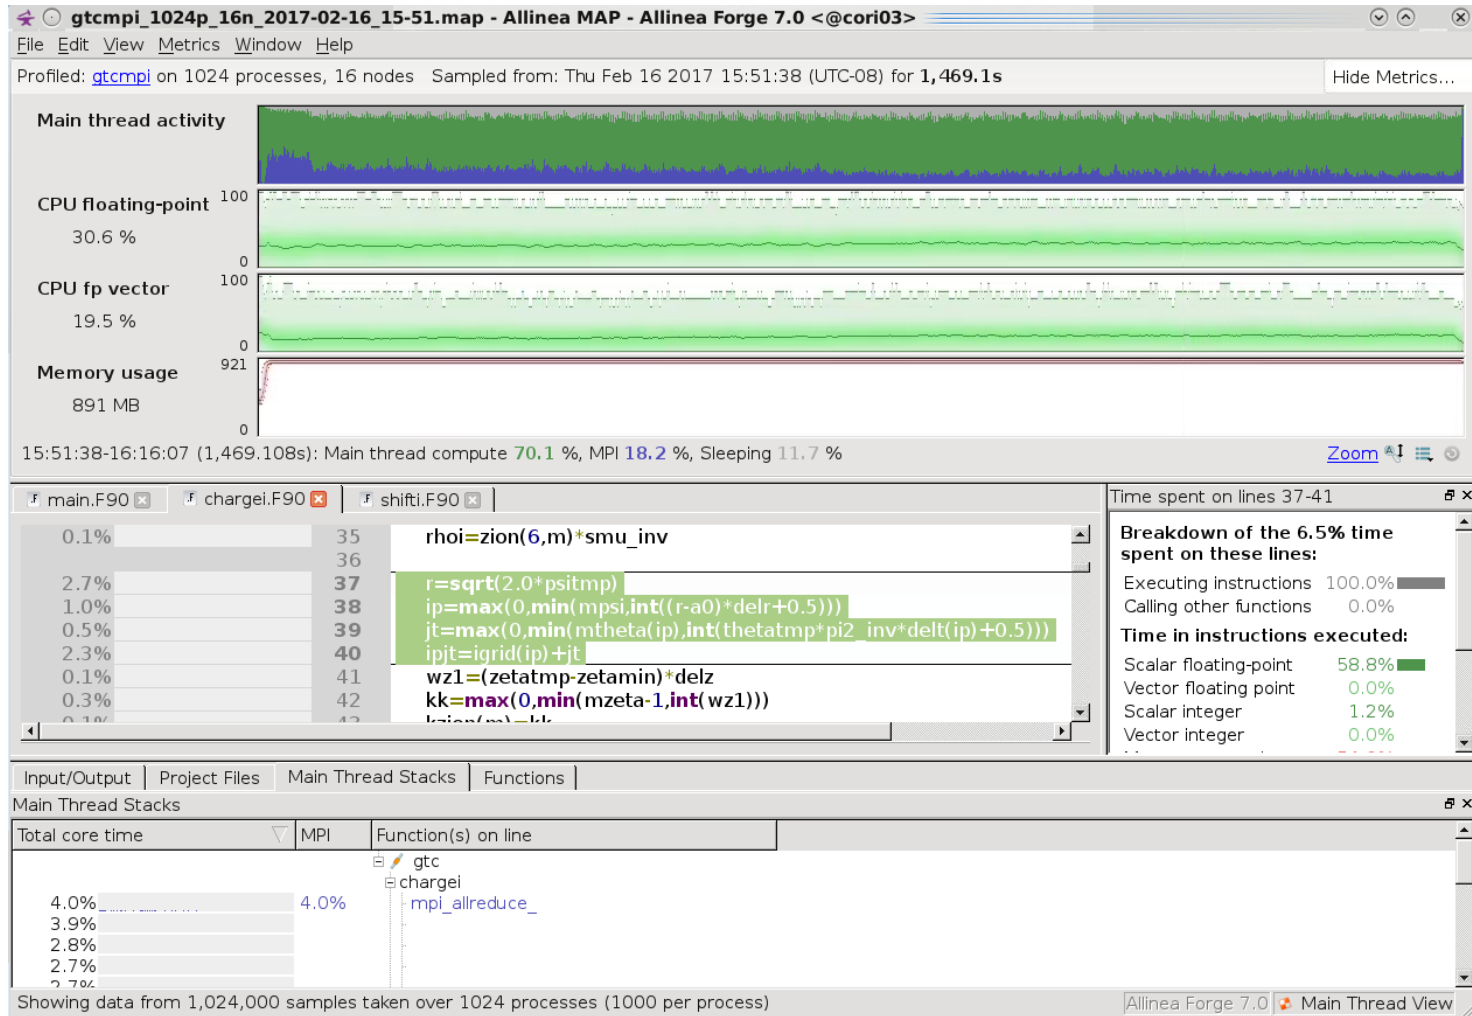 gtcmpi_1024p_16n_2017-02-16_15-51.map - Allinea MAP - Allinea Forge 7.0 <@cori03>
File Edit View Metrics Window Help
Profiled: gtcmpi on 1024 processes, 16 nodes Sampled from: Thu Feb 16 2017 15:51:38 (UTC-08) for 1,469.1s Hide Metrics...
Main thread activity
CPU floating-point 100
30.6 %
0
CPU fp vector 100
19.5 %
0
Memory usage 921
891 MB
0
15:51:38-16:16:07 (1,469.108s): Main thread compute 70.1 %, MPI 18.2 %, Sleeping 11.7 % Zoom
main.F90 chargei.F90 shifti.F90
Time spent on lines 37-41
0.1% 35 rhoi=zion(6,m)*smu_inv
36
2.7% 37 r=sqrt(2.0*psitmp)
1.0% 38 ip=max(0,min(mpsi,int((r-a0)*delr+0.5)))
0.5% 39 jt=max(0,min(mtheta(ip),int(thetatmp*pi2_inv*delt(ip)+0.5)))
2.3% 40 ipjt=igrid(ip)+jt
0.1% 41 wz1=(zetatmp-zetamin)*delz
0.3% 42 kk=max(0,min(mzeta-1,int(wz1)))
0.1% 43 kzion(m)=kk
Breakdown of the 6.5% time
spent on these lines:
Executing instructions 100.0%
Calling other functions 0.0%
Time in instructions executed:
Scalar floating-point 58.8%
Vector floating point 0.0%
Scalar integer 1.2%
Vector integer 0.0%
Input/Output Project Files Main Thread Stacks Functions
Main Thread Stacks
Total core time MPI Function(s) on line
gtc
chargei
4.0% 4.0% mpi_allreduce_
3.9%
2.8%
2.7%
2.7%
Showing data from 1,024,000 samples taken over 1024 processes (1000 per process) Allinea Forge 7.0 Main Thread View